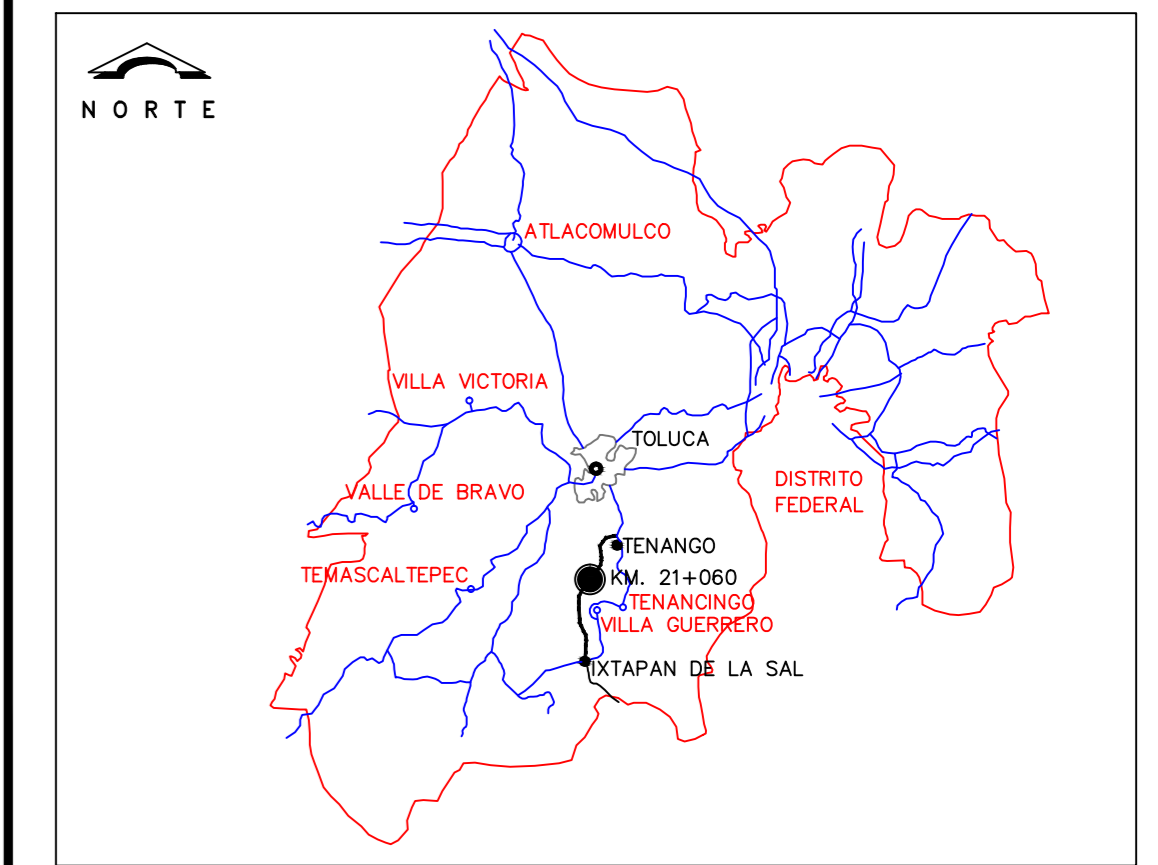 N O R T E
ATLACOMULCO
VILLA VICTORIA
TOLUCA
VALLE DE BRAVO
DISTRITO
FEDERAL
TENANGO
TEMASCALTEPEC
KM. 21+060
TENANCINGO
VILLA GUERRERO
IXTAPAN DE LA SAL